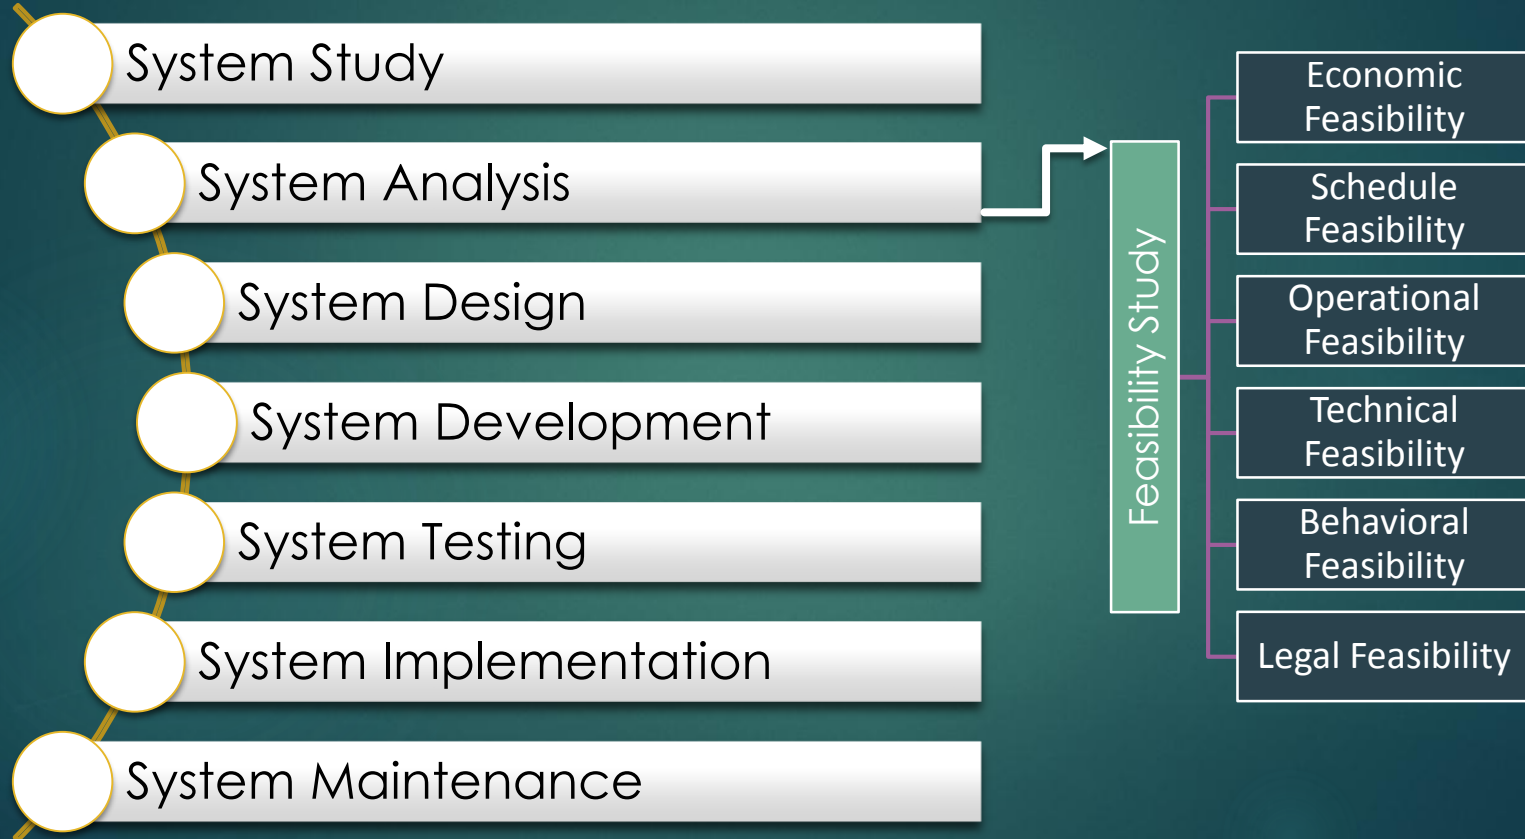 System Study
System Analysis
System Design
System Development
System Testing
System Implementation
System Maintenance
Feasibility Study
Economic
Feasibility
Schedule
Feasibility
Operational
Feasibility
Technical
Feasibility
Behavioral
Feasibility
Legal Feasibility